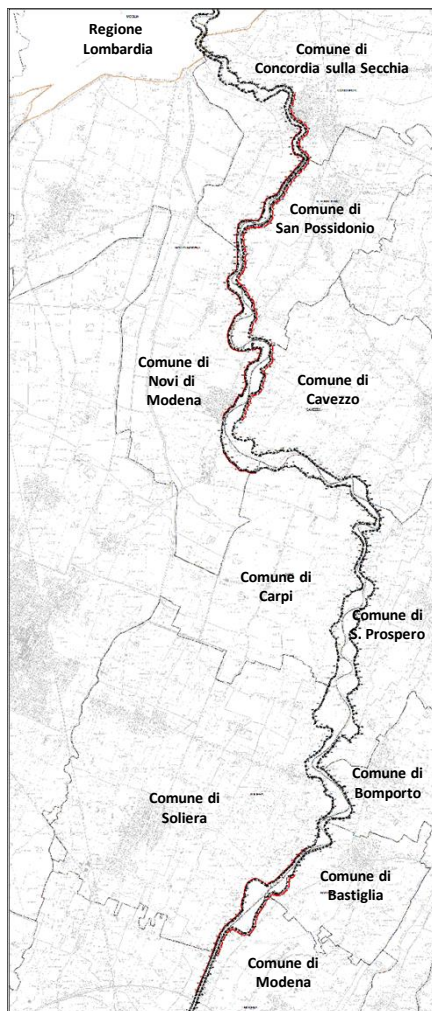 Regione
Lombardia
Comune di
Concordia sulla Secchia
Comune di
San Possidonio
Comune di
Novi di
Modena
Comune di
Cavezzo
Comune di
Carpi
Comune di
S. Prospero
Comune di
Bomporto
Comune di
Soliera
Comune di
Bastiglia
Comune di
Modena